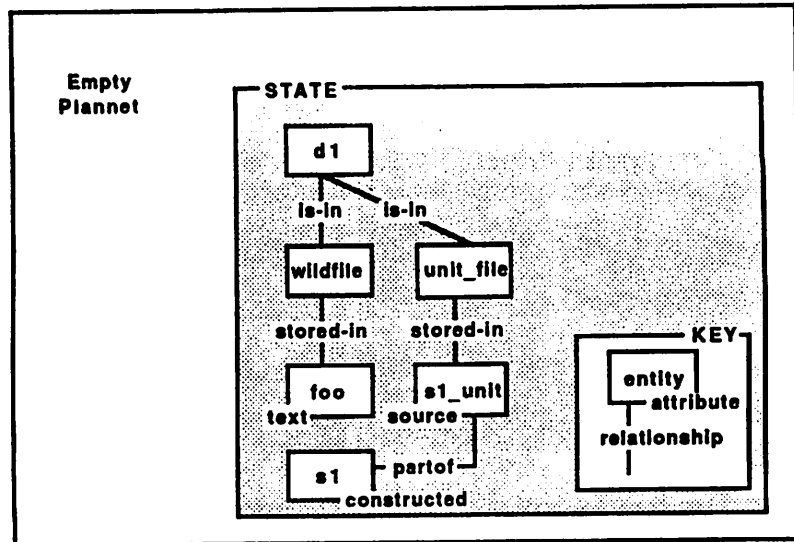 Empty
Plannet
STATE
d1
is-in is-in
wildfile unit_file
stored-in stored-in
KEY
foo s1_unit entity
text source attribute
relationship
s1 partof
constructed